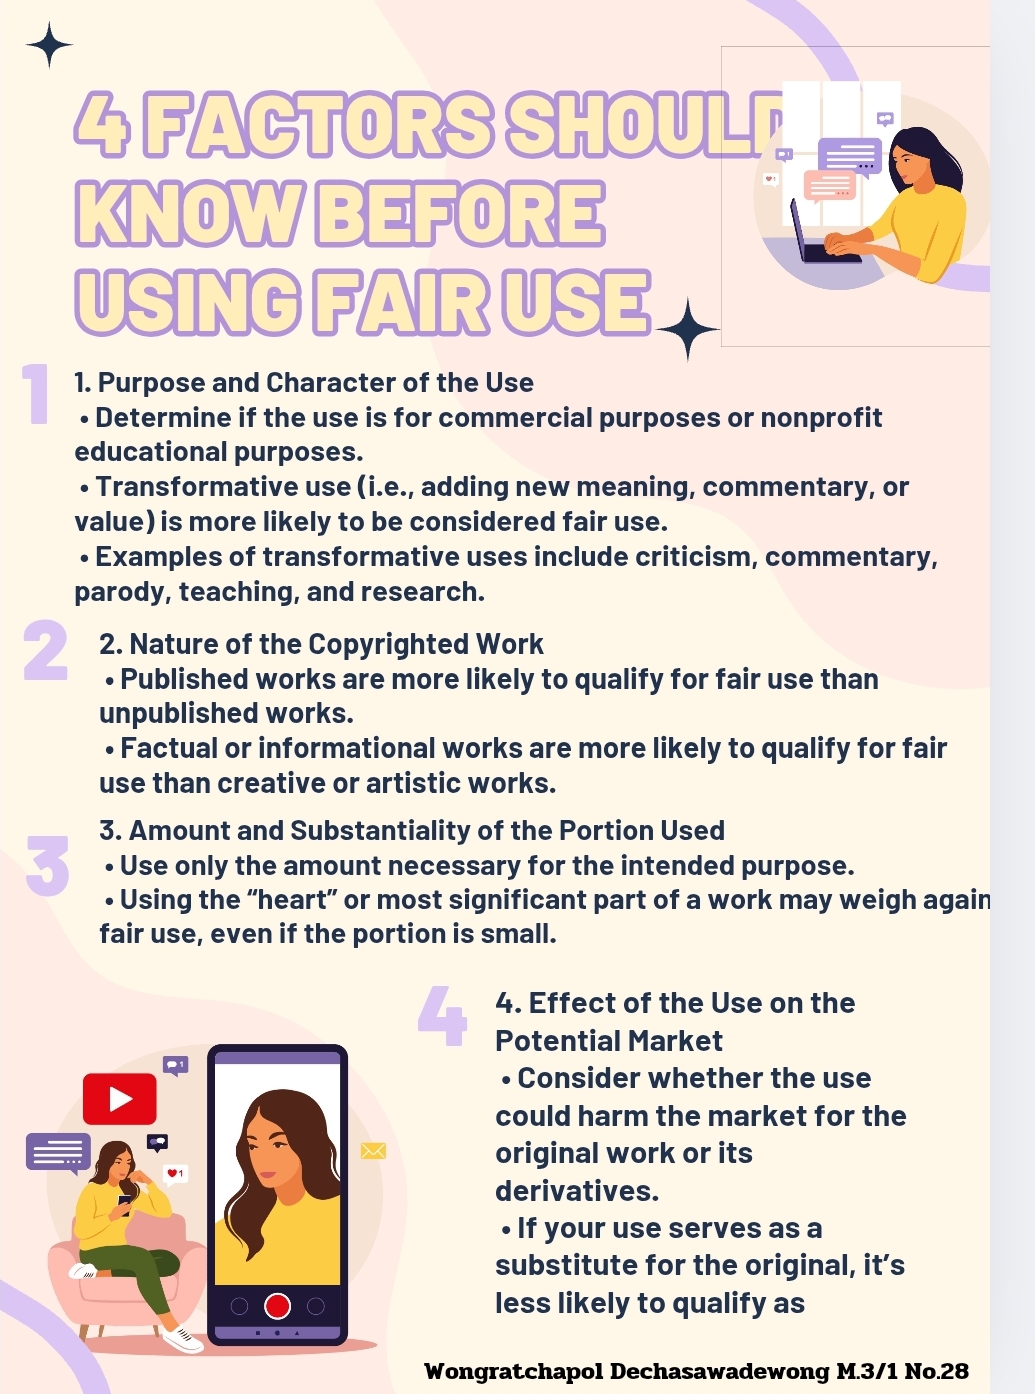 4 FACTORS SHOULD
KNOW BEFORE
USING FAIR USE
1
1. Purpose and Character of the Use
• Determine if the use is for commercial purposes or nonprofit
educational purposes.
• Transformative use (i.e., adding new meaning, commentary, or
value) is more likely to be considered fair use.
• Examples of transformative uses include criticism, commentary,
parody, teaching, and research.
2
2. Nature of the Copyrighted Work
• Published works are more likely to qualify for fair use than
unpublished works.
• Factual or informational works are more likely to qualify for fair
use than creative or artistic works.
3
3. Amount and Substantiality of the Portion Used
• Use only the amount necessary for the intended purpose.
• Using the “heart” or most significant part of a work may weigh again
fair use, even if the portion is small.
4
4. Effect of the Use on the
Potential Market
• Consider whether the use
could harm the market for the
original work or its
derivatives.
• If your use serves as a
substitute for the original, it’s
less likely to qualify as
1
1
Wongratchapol Dechasawadewong M.3/1 No.28